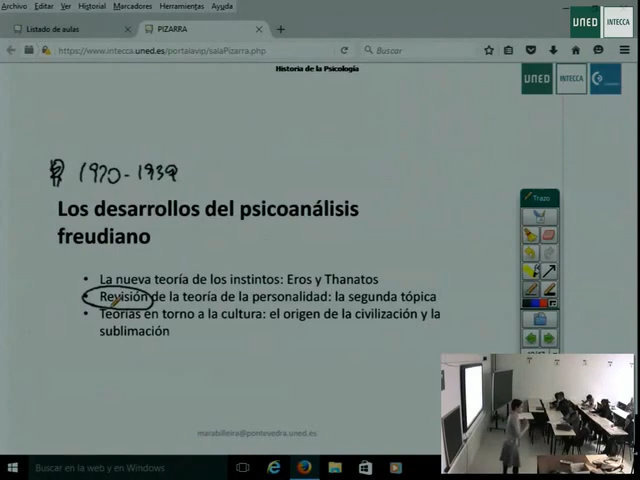 Archivo Editar Ver Historial Marcadores Herramientas Ayuda
Listado de aulas
PIZARRA
https://www.intecca.uned.es/portalavip/salaPizarra.php
Buscar
UNED
INTECCA
Historia de la Psicología
UNED
INTECCA
1920-1939
Los desarrollos del psicoanálisis
freudiano
• La nueva teoría de los instintos: Eros y Thanatos
• Revisión de la teoría de la personalidad: la segunda tópica
• Teorías en torno a la cultura: el origen de la civilización y la
sublimación
Trazo
marabilleira@pontevedra.uned.es
Buscar en la web y en Windows